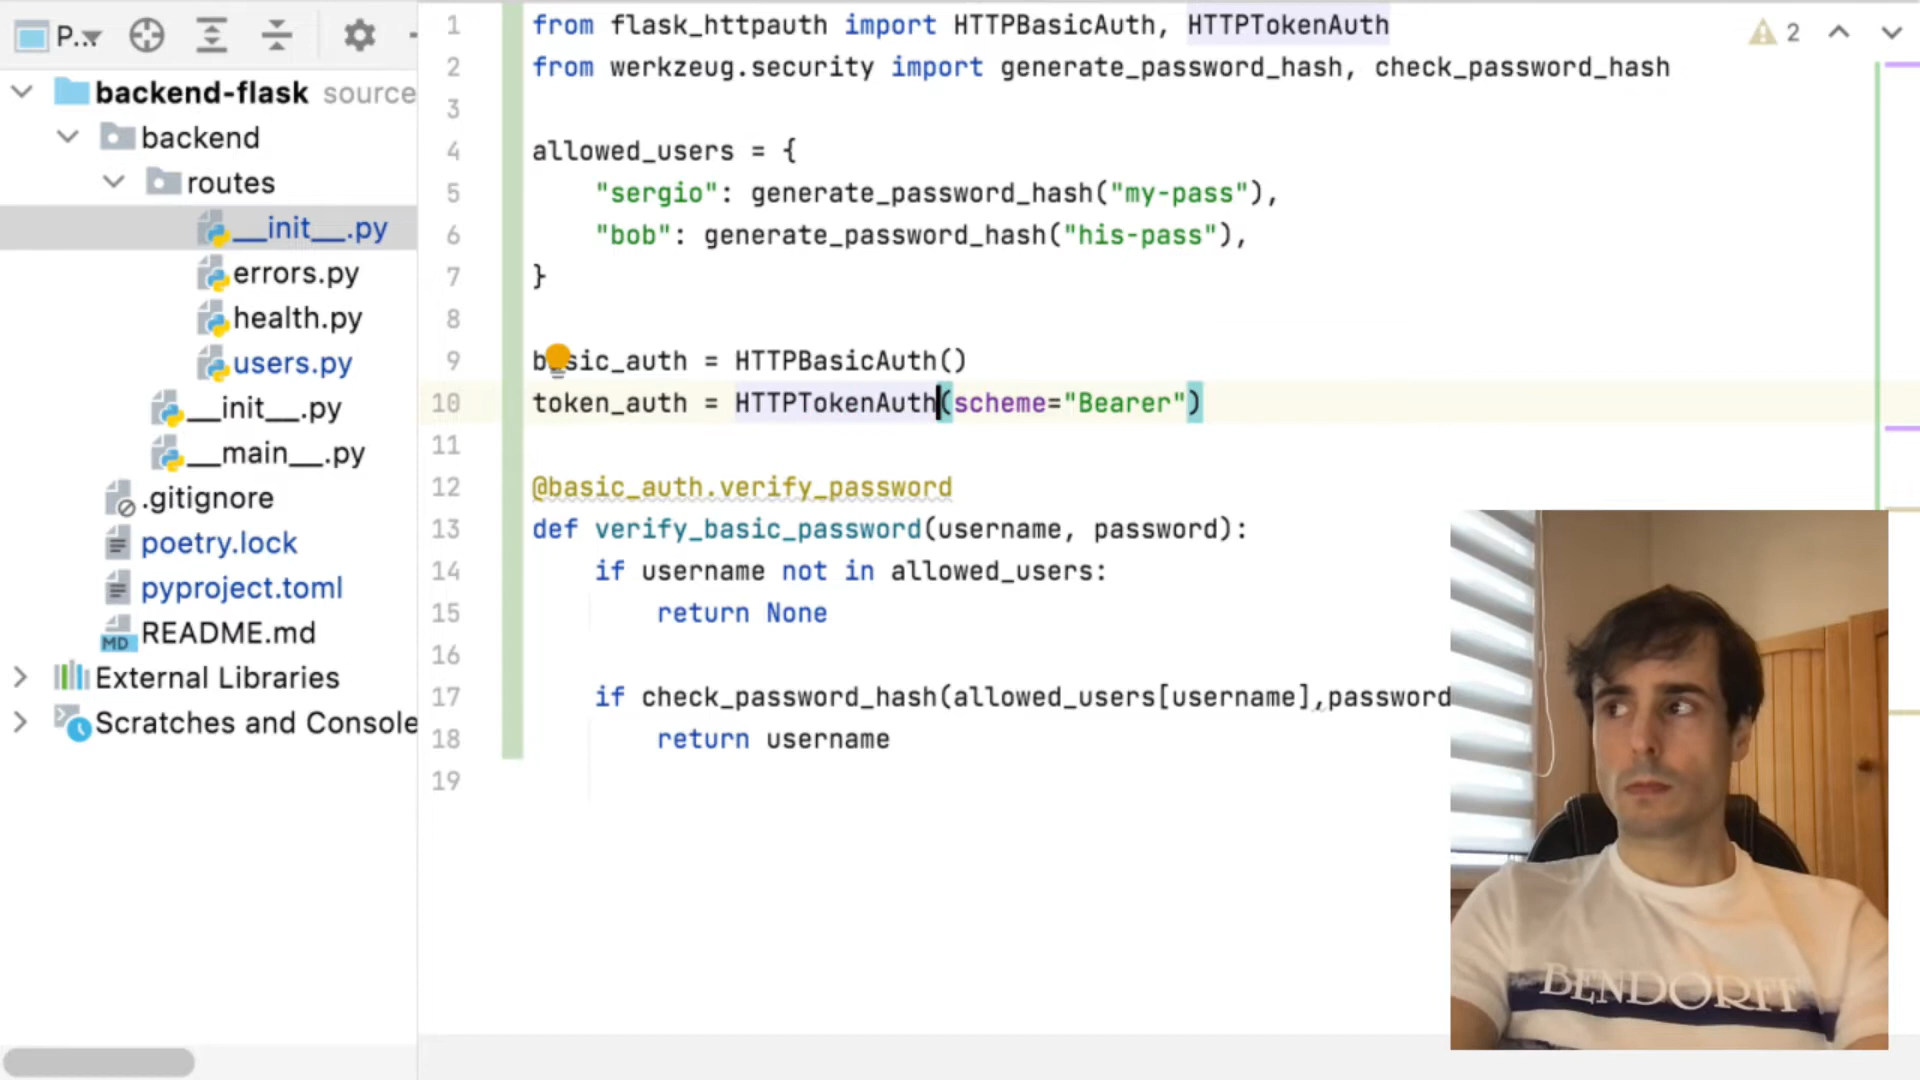 P...
backend-flask source
backend
routes
__init__.py
errors.py
health.py
users.py
__init__.py
__main__.py
.gitignore
poetry.lock
pyproject.toml
MD README.md
External Libraries
Scratches and Console
2
1 from flask_httpauth import HTTPBasicAuth, HTTPTokenAuth
2 from werkzeug.security import generate_password_hash, check_password_hash
3
4 allowed_users = {
5 "sergio": generate_password_hash("my-pass"),
6 "bob": generate_password_hash("his-pass"),
7 }
8
9 basic_auth = HTTPBasicAuth()
10 token_auth = HTTPTokenAuth(scheme="Bearer")
11
12 @basic_auth.verify_password
13 def verify_basic_password(username, password):
14 if username not in allowed_users:
15 return None
16
17 if check_password_hash(allowed_users[username],password
18 return username
19
BENDORFF